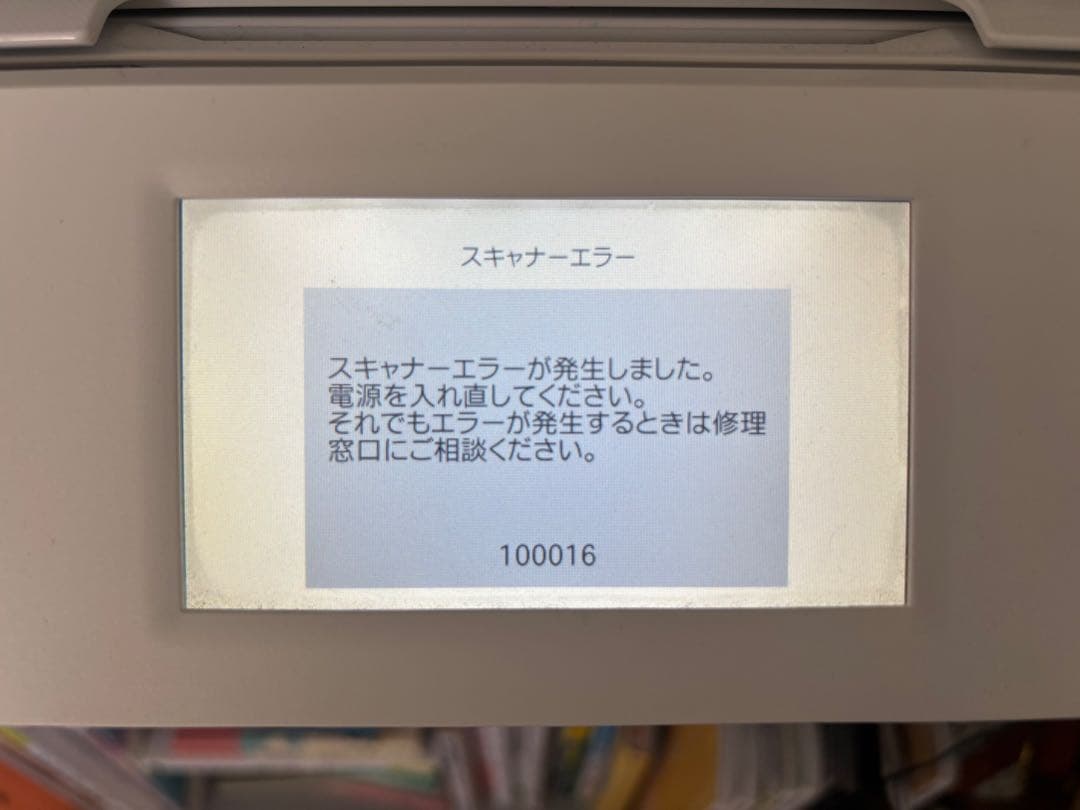 スキャナーエラー
スキャナーエラーが発生しました。
電源を入れ直してください。
それでもエラーが発生するときは修理
窓口にご相談ください。
100016